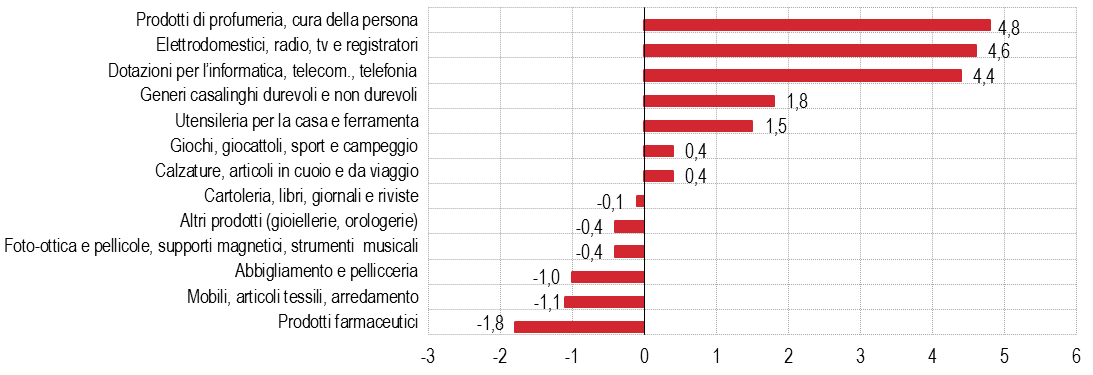 Prodotti di profumeria, cura della persona 4,8
Elettrodomestici, radio, tv e registratori 4,6
Dotazioni per l'informatica, telecom., telefonia 4,4
Generi casalinghi durevoli e non durevoli 1,8
Utensileria per la casa e ferramenta 1,5
Giochi, giocattoli, sport e campeggio 0,4
Calzature, articoli in cuoio e da viaggio 0,4
Cartoleria, libri, giornali e riviste -0,1
Altri prodotti (gioiellerie, orologerie) -0,4
Foto-ottica e pellicole, supporti magnetici, strumenti musicali -0,4
Abbigliamento e pellicceria -1,0
Mobili, articoli tessili, arredamento -1,1
Prodotti farmaceutici -1,8
-3 -2 -1 0 1 2 3 4 5 6